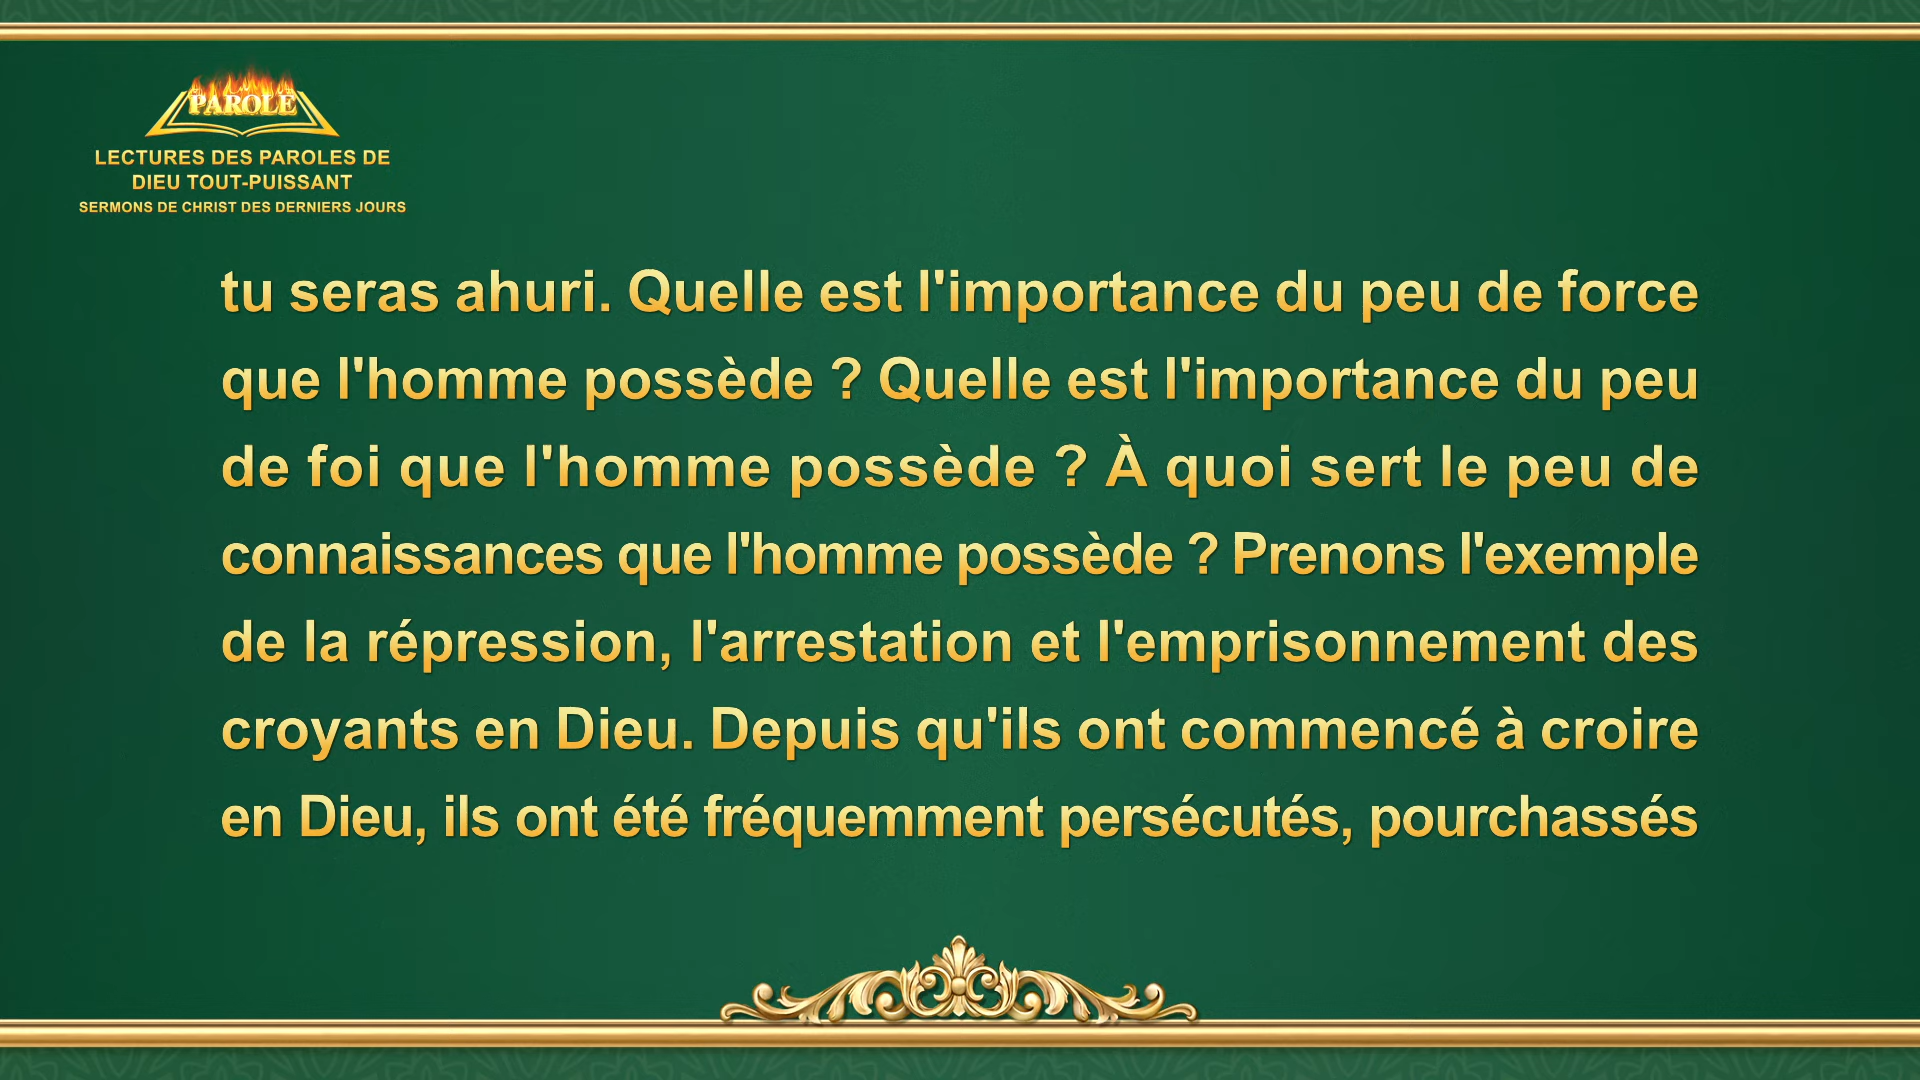 PAROLE
LECTURES DES PAROLES DE
DIEU TOUT-PUISSANT
SERMONS DE CHRIST DES DERNIERS JOURS
tu seras ahuri. Quelle est l'importance du peu de force
que l'homme possède ? Quelle est l'importance du peu
de foi que l'homme possède ? À quoi sert le peu de
connaissances que l'homme possède ? Prenons l'exemple
de la répression, l'arrestation et l'emprisonnement des
croyants en Dieu. Depuis qu'ils ont commencé à croire
en Dieu, ils ont été fréquemment persécutés, pourchassés